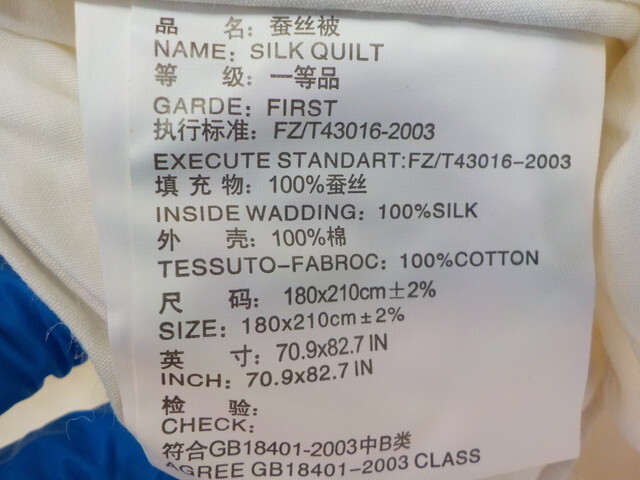 品 名：蚕丝被
NAME：SILK QUILT
等 级：一等品
GARDE：FIRST
执行标准：FZ/T43016-2003
EXECUTE STANDART:FZ/T43016-2003
填 充 物：100%蚕丝
INSIDE WADDING：100%SILK
外 壳：100%棉
TESSUTO-FABROC：100%COTTON
尺 码：180x210cm±2%
SIZE：180x210cm±2%
英 寸：70.9x82.7 IN
INCH：70.9x82.7 IN
检 验：
CHECK：
符合GB18401-2003中B类
AGREE GB18401-2003 CLASS